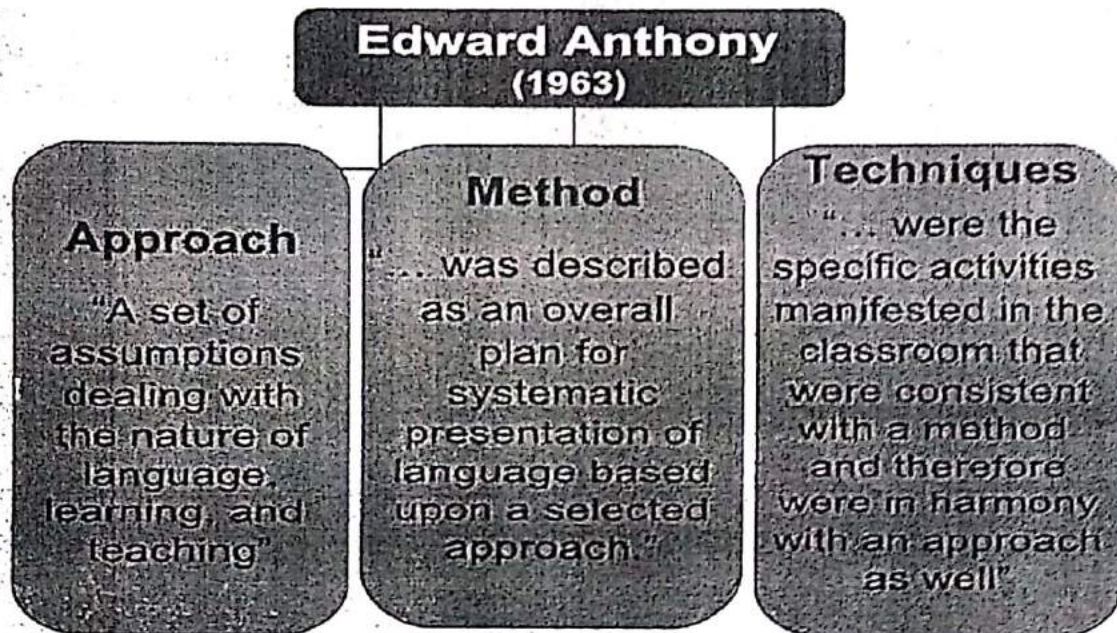 Edward Anthony
(1963)
Approach
"A set of
assumptions
dealing with
the nature of
language,
learning, and
teaching"
Method
"... was described
as an overall
plan for
systematic
presentation of
language based
upon a selected
approach."
Techniques
"... were the
specific activities
manifested in the
classroom that
were consistent
with a method
and therefore
were in harmony
with an approach
as well"